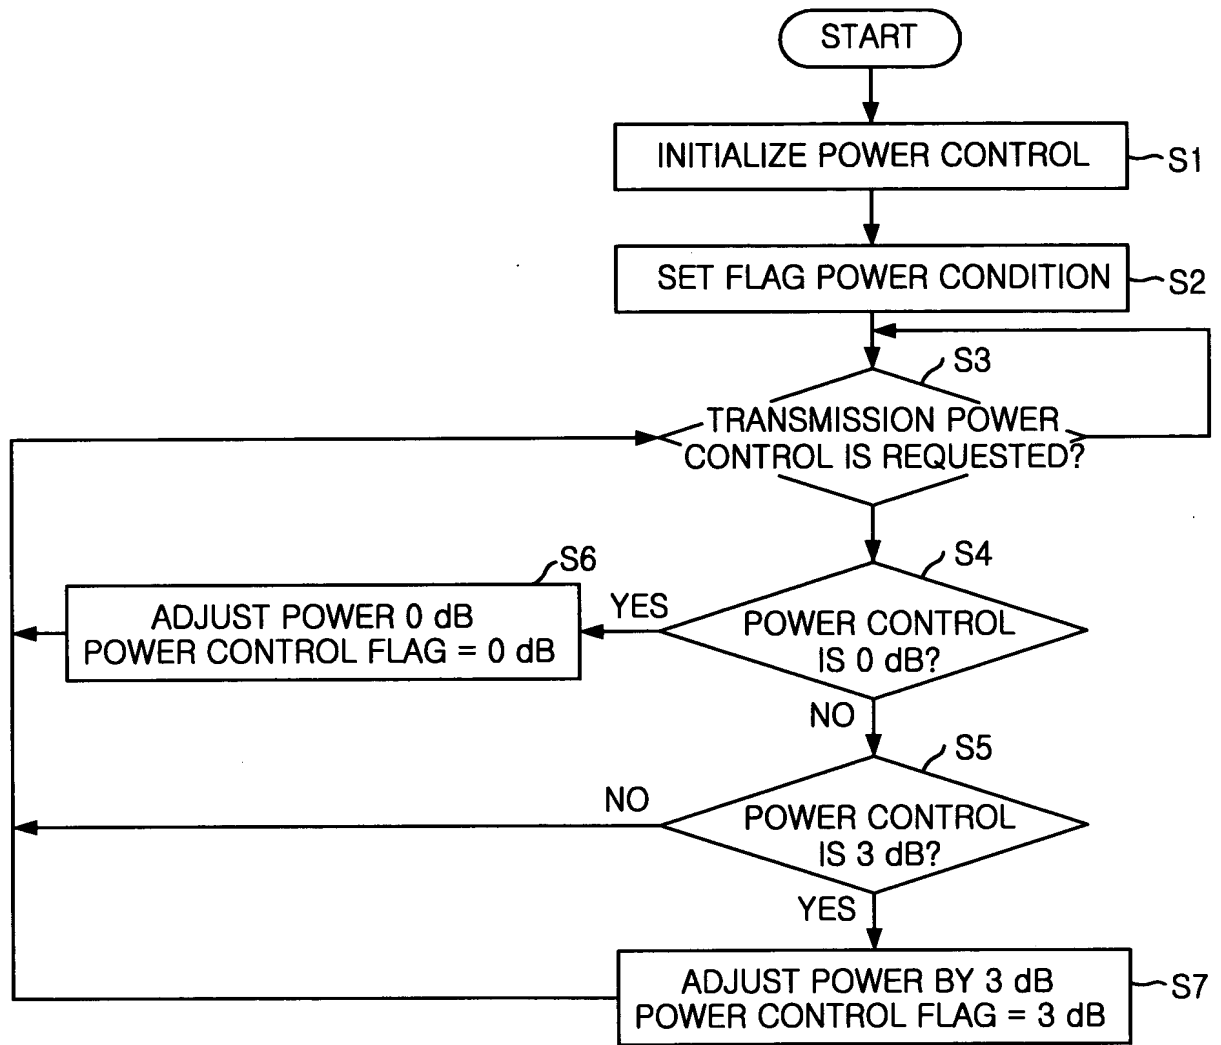 START
INITIALIZE POWER CONTROL
S1
SET FLAG POWER CONDITION
S2
S3
TRANSMISSION POWER
CONTROL IS REQUESTED?
S4
POWER CONTROL
IS 0 dB?
YES
S6
ADJUST POWER 0 dB
POWER CONTROL FLAG = 0 dB
NO
S5
POWER CONTROL
IS 3 dB?
NO
YES
ADJUST POWER BY 3 dB
POWER CONTROL FLAG = 3 dB
S7